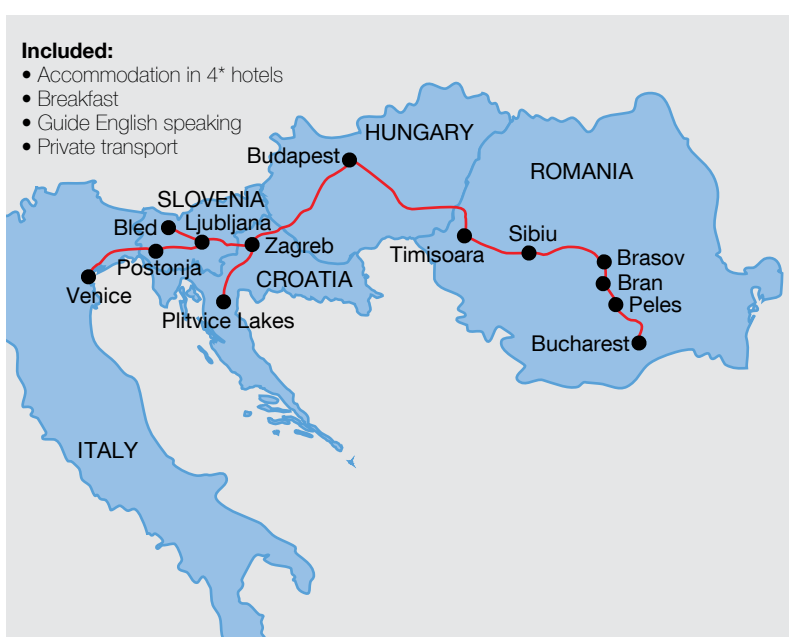 Included:
• Accommodation in 4* hotels
• Breakfast
• Guide English speaking
• Private transport
HUNGARY
Budapest
ROMANIA
SLOVENIA
Bled
Ljubljana
Zagreb
Postonja
Venice
CROATIA
Plitvice Lakes
Timisoara
Sibiu
Brasov
Bran
Peles
Bucharest
ITALY